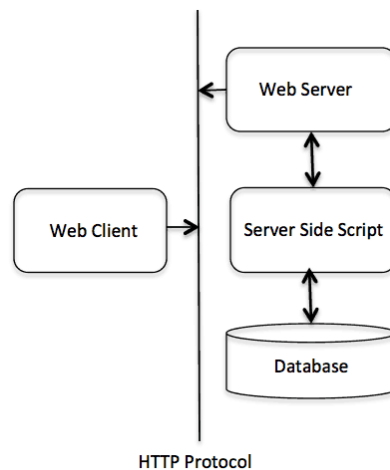 Web Server
Web Client
Server Side Script
Database
HTTP Protocol